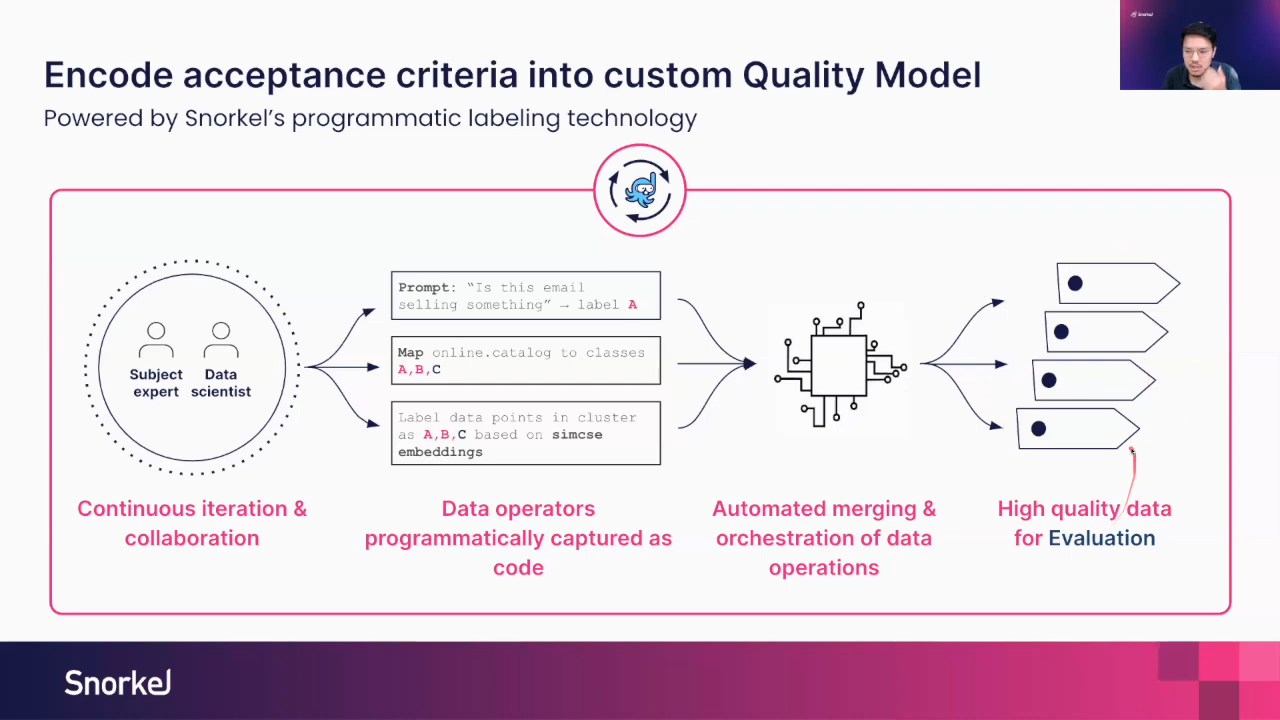 Snorkel
Encode acceptance criteria into custom Quality Model
Powered by Snorkel's programmatic labeling technology
Subject
expert
Data
scientist
Prompt: “Is this email
selling something” → label A
Map online.catalog to classes
A,B,C
Label data points in cluster
as A,B,C based on simcse
embeddings
Continuous iteration &
collaboration
Data operators
programmatically captured as
code
Automated merging &
orchestration of data
operations
High quality data
for Evaluation
Snorkel